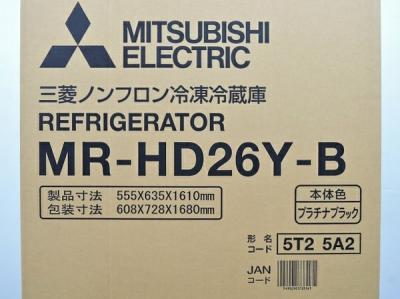 MITSUBISHI
ELECTRIC
三菱ノンフロン冷凍冷蔵庫
REFRIGERATOR
MR-HD26Y-B
製品寸法 555X635X1610mm
包装寸法 608X728X1680mm
本体色
プラチナブラック
形名
コード 5T2 5A2
JAN
コード